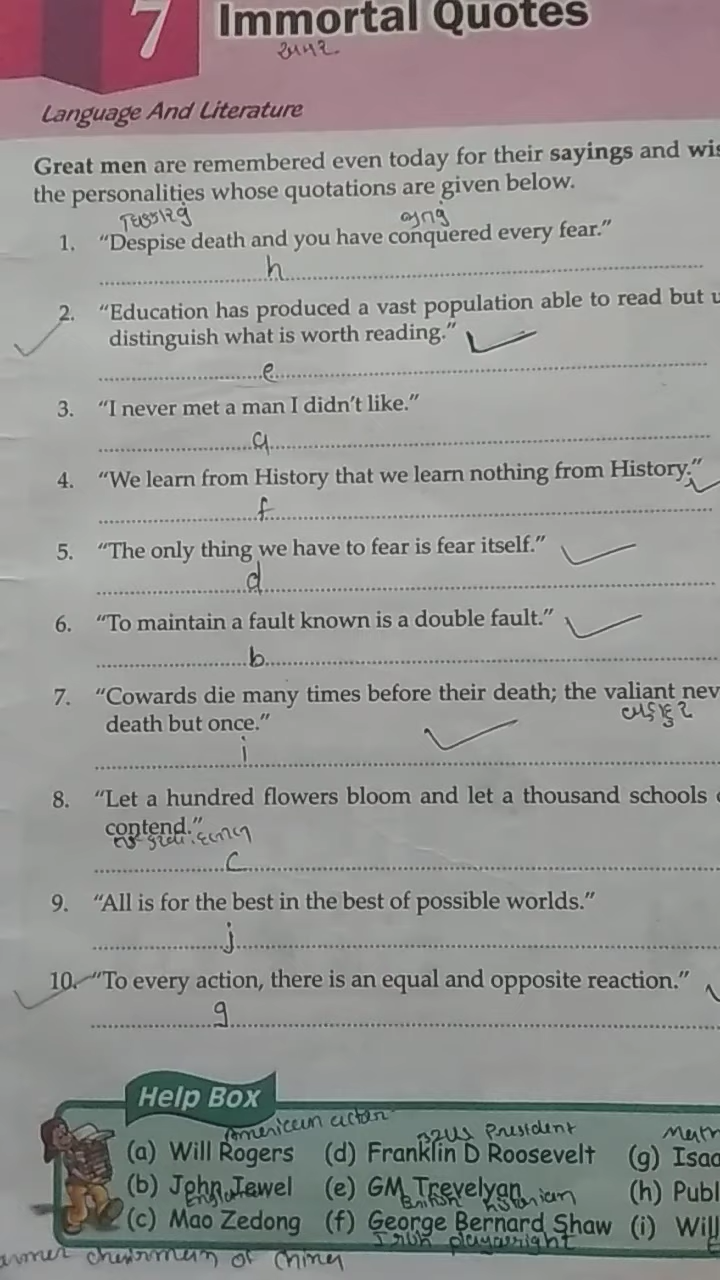 7 Immortal Quotes
અમર
Language And Literature
Great men are remembered even today for their sayings and wis
the personalities whose quotations are given below.
1. "Despise death and you have conquered every fear."
h
2. "Education has produced a vast population able to read but u
distinguish what is worth reading."
e
3. "I never met a man I didn't like."
a
4. "We learn from History that we learn nothing from History."
f
5. "The only thing we have to fear is fear itself."
d
6. "To maintain a fault known is a double fault."
b
7. "Cowards die many times before their death; the valiant nev
death but once."
i
8. "Let a hundred flowers bloom and let a thousand schools
contend."
c
9. "All is for the best in the best of possible worlds."
j
10. "To every action, there is an equal and opposite reaction."
g
Help Box
American actor President
(a) Will Rogers (d) Franklin D Roosevelt (g) Isaa
(b) John Jewel (e) GM Trevelyan (h) Publ
British historian
(c) Mao Zedong (f) George Bernard Shaw (i) Will
Irish playwright
chairman of China